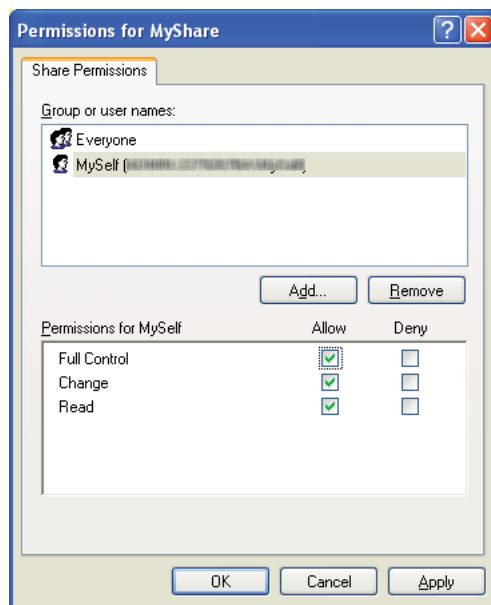 Permissions for MyShare
Share Permissions
Group or user names:
Everyone
MySelf (
Add... Remove
Permissions for MySelf Allow Deny
Full Control
Change
Read
OK Cancel Apply